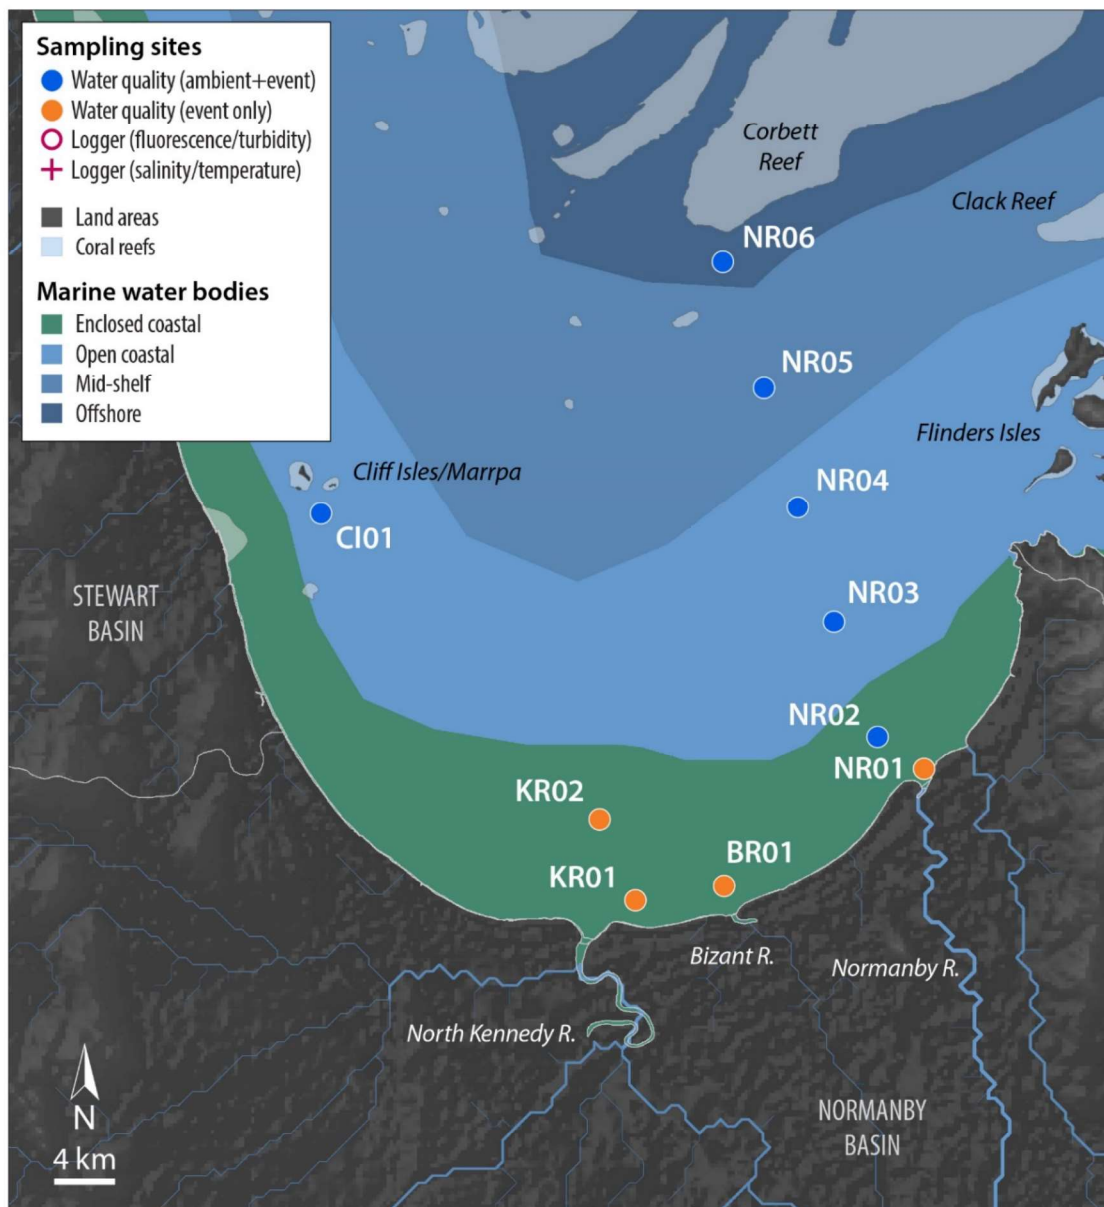 Sampling sites
Water quality (ambient+event)
Water quality (event only)
Logger (fluorescence/turbidity)
Logger (salinity/temperature)
Land areas
Coral reefs
Marine water bodies
Enclosed coastal
Open coastal
Mid-shelf
Offshore
Corbett
Reef
Clack Reef
NR06
NR05
Flinders Isles
Cliff Isles/Marrpa
NR04
CI01
STEWART
BASIN
NR03
NR02
NR01
KR02
BR01
KR01
Bizant R.
Normanby R.
North Kennedy R.
NORMANBY
BASIN
N
4 km